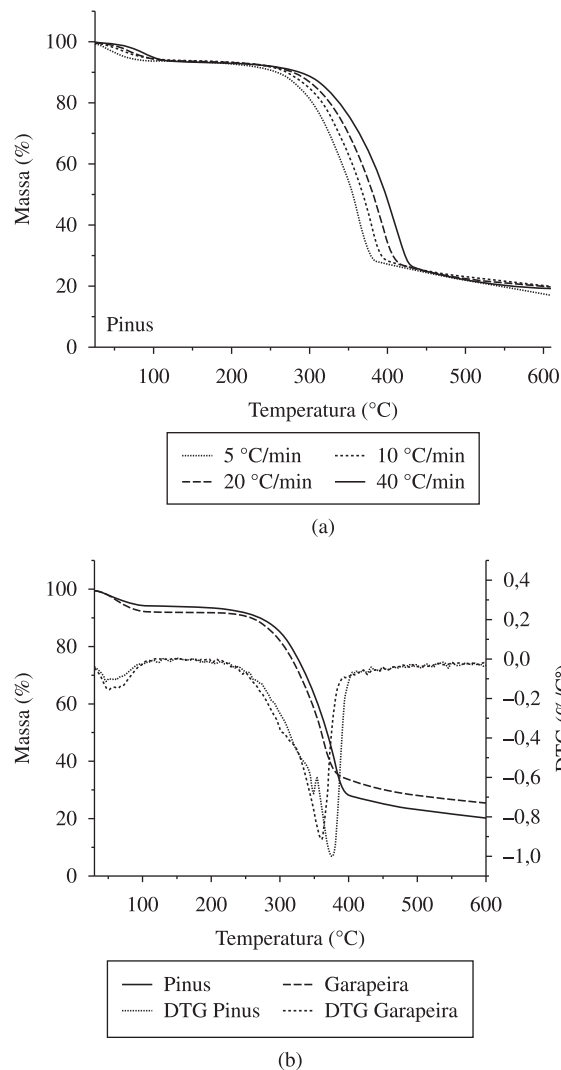 100
80
60
40
20
0
Massa (%)
Pinus
100
200
300
400
500
600
Temperatura (°C)
5 °C/min
10 °C/min
20 °C/min
40 °C/min
(a)
100
80
60
40
20
0
Massa (%)
0,4
0,2
0,0
−0,2
−0,4
−0,6
−0,8
−1,0
DTG (%/C°)
0
100
200
300
400
500
600
Temperatura (°C)
Pinus
Garapeira
DTG Pinus
DTG Garapeira
(b)